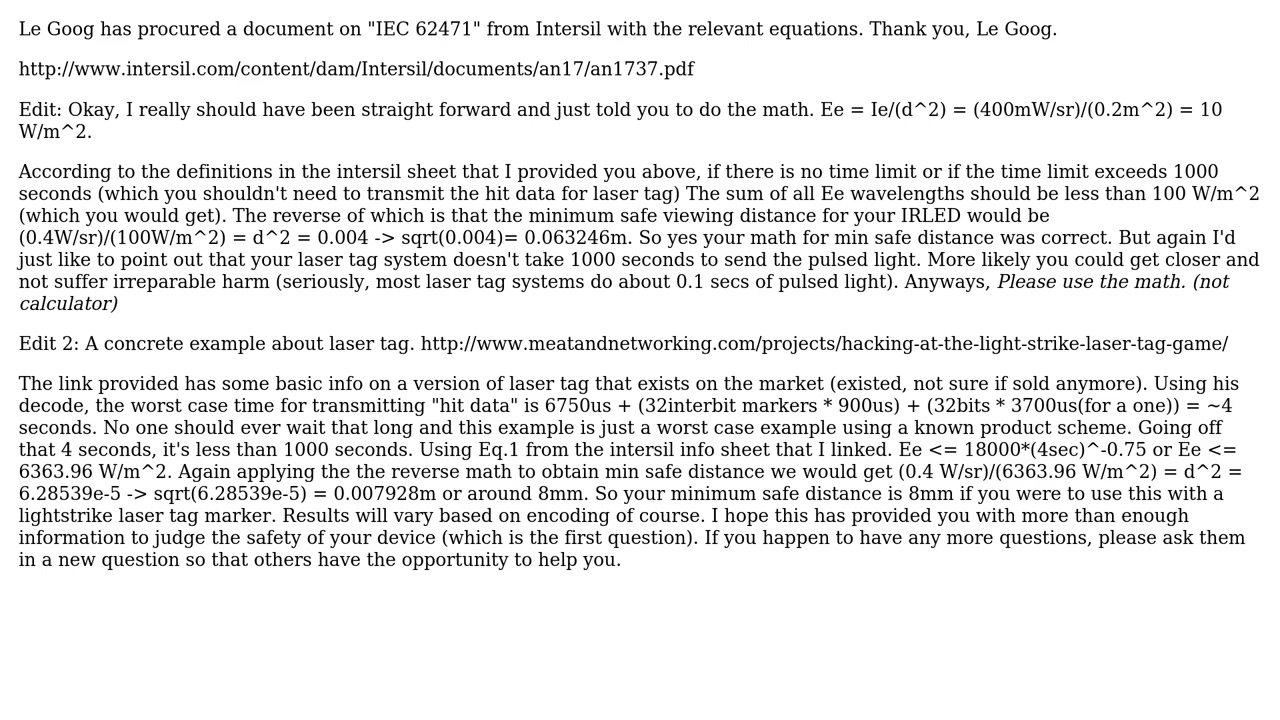 Le Goog has procured a document on "IEC 62471" from Intersil with the relevant equations. Thank you, Le Goog.
http://www.intersil.com/content/dam/Intersil/documents/an17/an1737.pdf
Edit: Okay, I really should have been straight forward and just told you to do the math. Ee = Ie/(d^2) = (400mW/sr)/(0.2m^2) = 10
W/m^2.
According to the definitions in the intersil sheet that I provided you above, if there is no time limit or if the time limit exceeds 1000
seconds (which you shouldn't need to transmit the hit data for laser tag) The sum of all Ee wavelengths should be less than 100 W/m^2
(which you would get). The reverse of which is that the minimum safe viewing distance for your IRLED would be
(0.4W/sr)/(100W/m^2) = d^2 = 0.004 -> sqrt(0.004)= 0.063246m. So yes your math for min safe distance was correct. But again I'd
just like to point out that your laser tag system doesn't take 1000 seconds to send the pulsed light. More likely you could get closer and
not suffer irreparable harm (seriously, most laser tag systems do about 0.1 secs of pulsed light). Anyways, Please use the math. (not
calculator)
Edit 2: A concrete example about laser tag. http://www.meatandnetworking.com/projects/hacking-at-the-light-strike-laser-tag-game/
The link provided has some basic info on a version of laser tag that exists on the market (existed, not sure if sold anymore). Using his
decode, the worst case time for transmitting "hit data" is 6750us + (32interbit markers * 900us) + (32bits * 3700us(for a one)) = ~4
seconds. No one should ever wait that long and this example is just a worst case example using a known product scheme. Going off
that 4 seconds, it's less than 1000 seconds. Using Eq.1 from the intersil info sheet that I linked. Ee <= 18000*(4sec)^-0.75 or Ee <=
6363.96 W/m^2. Again applying the the reverse math to obtain min safe distance we would get (0.4 W/sr)/(6363.96 W/m^2) = d^2 =
6.28539e-5 -> sqrt(6.28539e-5) = 0.007928m or around 8mm. So your minimum safe distance is 8mm if you were to use this with a
lightstrike laser tag marker. Results will vary based on encoding of course. I hope this has provided you with more than enough
information to judge the safety of your device (which is the first question). If you happen to have any more questions, please ask them
in a new question so that others have the opportunity to help you.